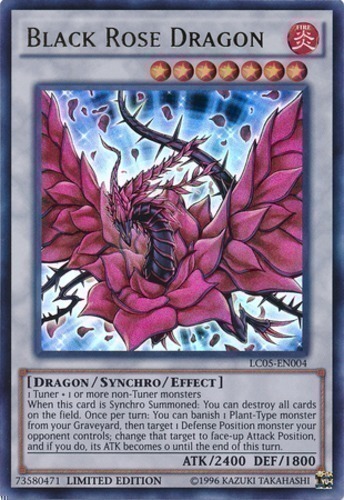 BLACK ROSE DRAGON
FIRE
炎
LC05-EN004
[DRAGON/SYNCHRO/EFFECT]
1 Tuner + 1 or more non-Tuner monsters
When this card is Synchro Summoned: You can destroy all cards
on the field. Once per turn: You can banish 1 Plant-Type monster
from your Graveyard, then target 1 Defense Position monster your
opponent controls; change that target to face-up Attack Position,
and if you do, its ATK becomes 0 until the end of this turn.
ATK/2400 DEF/1800
73580471 LIMITED EDITION ©1996 KAZUKI TAKAHASHI